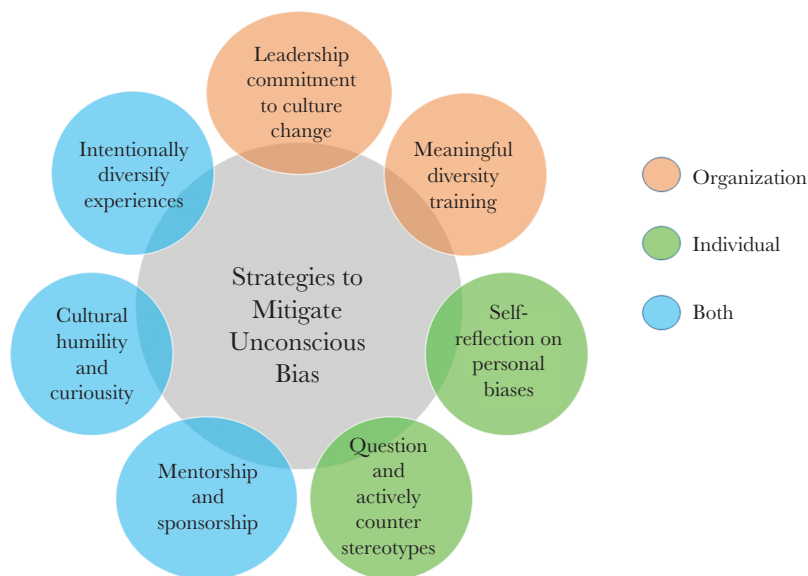 Leadership
commitment
to culture
change
Meaningful
diversity
training
Self-
reflection on
personal
biases
Question
and
actively
counter
stereotypes
Mentorship
and
sponsorship
Cultural
humility
and
curiousity
Intentionally
diversify
experiences
Strategies to
Mitigate
Unconscious
Bias
Organization
Individual
Both